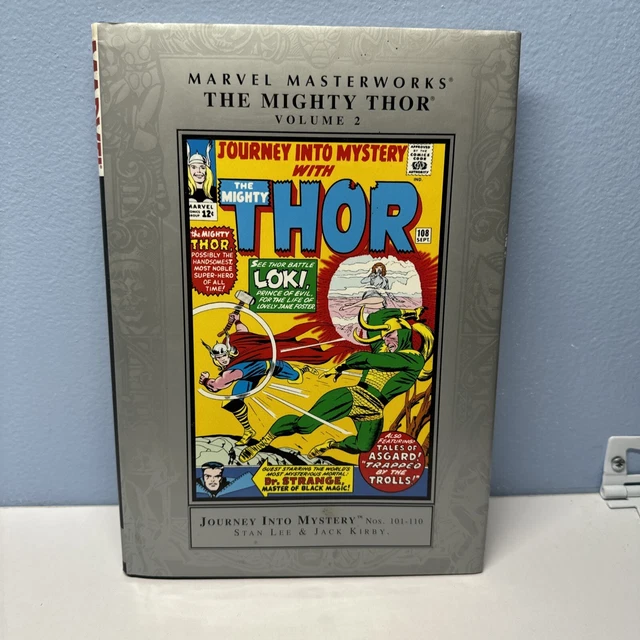 MARVEL
MARVEL MASTERWORKS®
THE MIGHTY THOR®
VOLUME 2
JOURNEY INTO MYSTERY
WITH
THE MIGHTY
THOR
APPROVED BY THE COMICS CODE AUTHORITY
MARVEL
12¢
IND.
108
SEPT.
the MIGHTY
THOR,
POSSIBLY THE
HANDSOMEST,
MOST NOBLE
SUPER-HERO
OF ALL
TIME!
SEE THOR BATTLE
LOKI,
PRINCE OF EVIL,
FOR THE LIFE OF
LOVELY JANE FOSTER.
ALSO
FEATURING:
TALES OF
ASGARD!
"TRAPPED
BY THE
TROLLS!"
GUEST STARRING THE WORLD'S
MOST MYSTERIOUS MORTAL!
DR. STRANGE,
MASTER OF BLACK MAGIC!
JOURNEY INTO MYSTERY™ NOS. 101-110
STAN LEE & JACK KIRBY